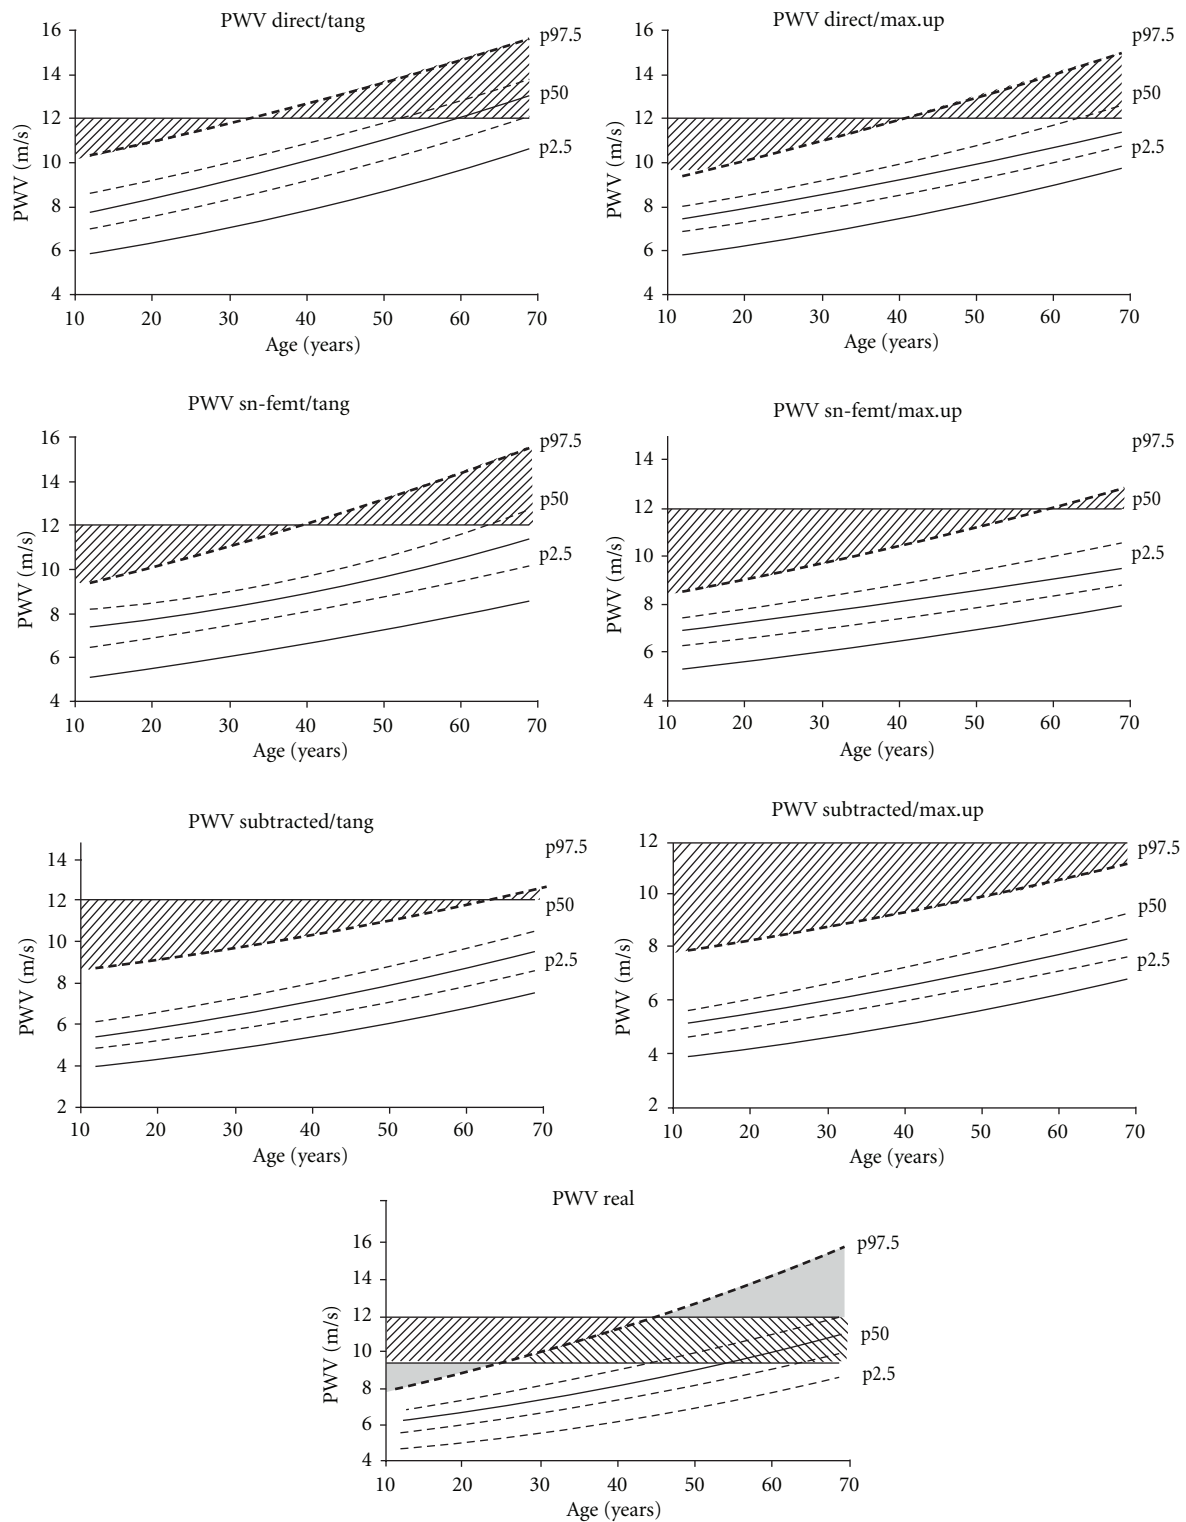 PWV direct/tang
16
14
12
10
8
6
4
PWV (m/s)
p97.5
p50
p2.5
10 20 30 40 50 60 70
Age (years)
PWV direct/max.up
16
14
12
10
8
6
4
PWV (m/s)
p97.5
p50
p2.5
10 20 30 40 50 60 70
Age (years)
PWV sn-femt/tang
16
14
12
10
8
6
4
PWV (m/s)
p97.5
p50
p2.5
10 20 30 40 50 60 70
Age (years)
PWV sn-femt/max.up
14
12
10
8
6
4
PWV (m/s)
p97.5
p50
p2.5
10 20 30 40 50 60 70
Age (years)
PWV subtracted/tang
14
12
10
8
6
4
2
PWV (m/s)
p97.5
p50
p2.5
10 20 30 40 50 60 70
Age (years)
PWV subtracted/max.up
12
10
8
6
4
2
PWV (m/s)
p97.5
p50
p2.5
10 20 30 40 50 60 70
Age (years)
PWV real
16
14
12
10
8
6
4
PWV (m/s)
p97.5
p50
p2.5
10 20 30 40 50 60 70
Age (years)